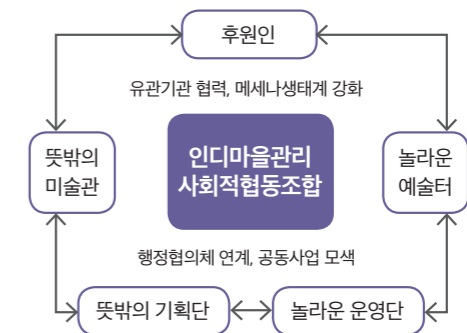 후원인
유관기관 협력, 메세나생태계 강화
뜻밖의
미술관
인디마을관리
사회적협동조합
놀라운
예술터
행정협의체 연계, 공동사업 모색
뜻밖의 기획단
놀라운 운영단